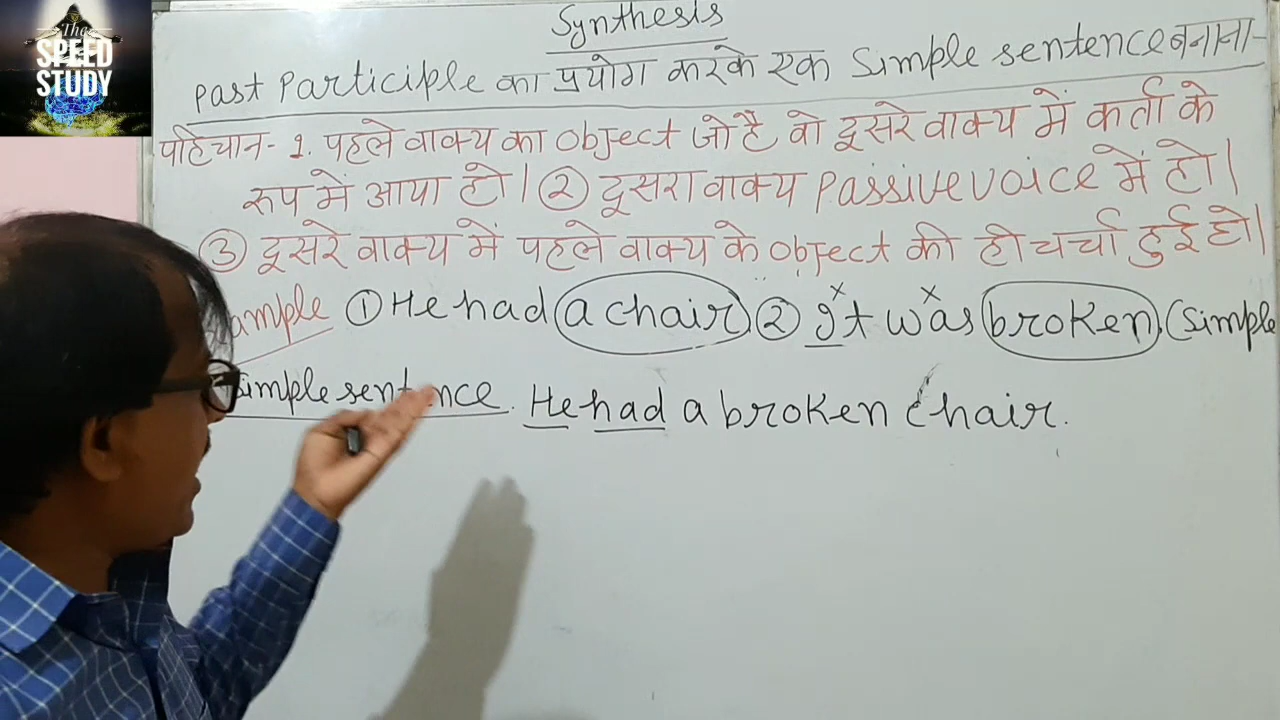 The
SPEED
STUDY
Synthesis
Past Participle का प्रयोग करके एक Simple sentence बनाना-
पहिचान- 1. पहले वाक्य का object जो है वो दूसरे वाक्य में कर्ता के
रूप में आया हो। ② दूसरा वाक्य Passive voice में हो।
③ दूसरे वाक्य में पहले वाक्य के object की ही चर्चा हुई हो।
ample ① He had a chair ② It was broken. (Simple
Simple sentence. He had a broken chair.